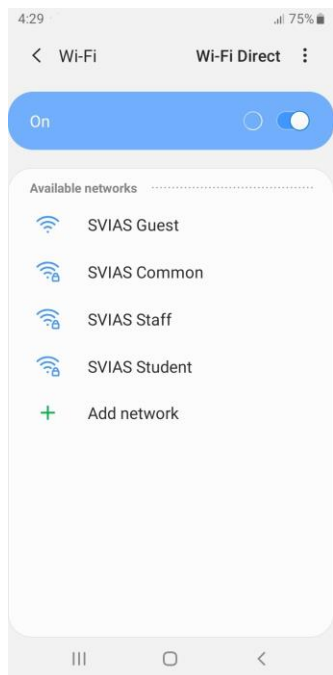 4:29 75%
Wi-Fi Wi-Fi Direct
On
Available networks
SVIAS Guest
SVIAS Common
SVIAS Staff
SVIAS Student
Add network